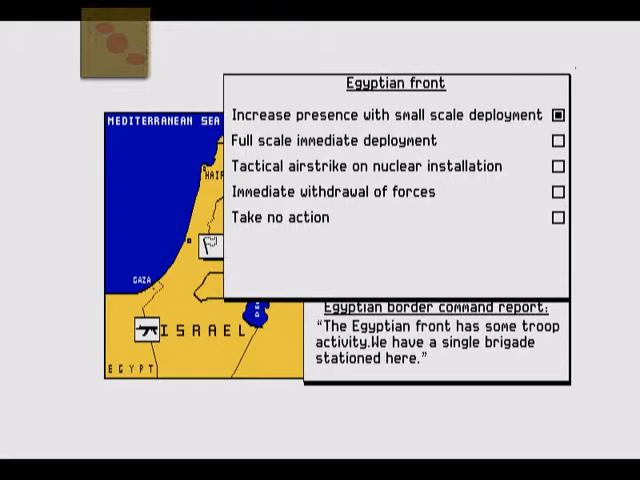 Egyptian front
Increase presence with small scale deployment
Full scale immediate deployment
Tactical airstrike on nuclear installation
Immediate withdrawal of forces
Take no action
MEDITERRANEAN SEA
HAIF
GAZA
DE
ISRAEL
EGYPT
Egyptian border command report:
“The Egyptian front has some troop
activity.We have a single brigade
stationed here.”